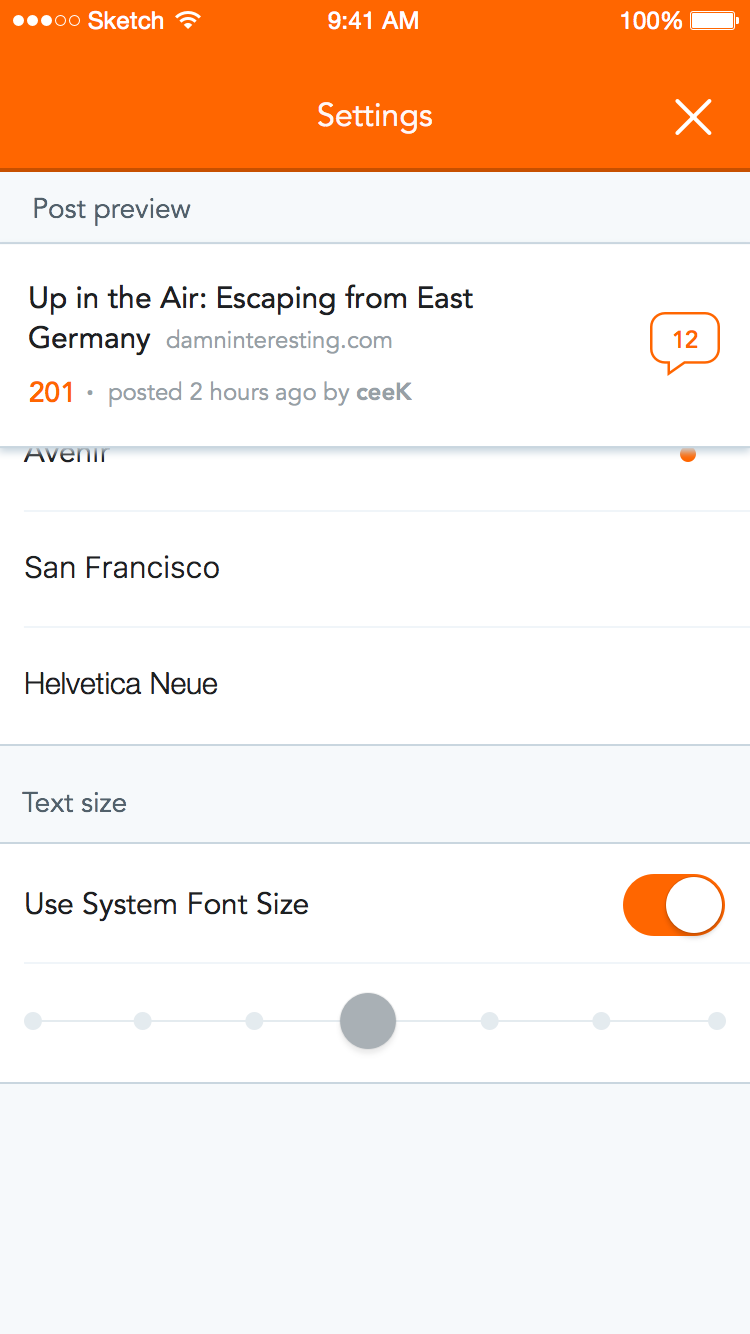 Sketch 9:41 AM 100%
Settings
Post preview
Up in the Air: Escaping from East
Germany damninteresting.com
12
201 • posted 2 hours ago by ceeK
Avenir
San Francisco
Helvetica Neue
Text size
Use System Font Size